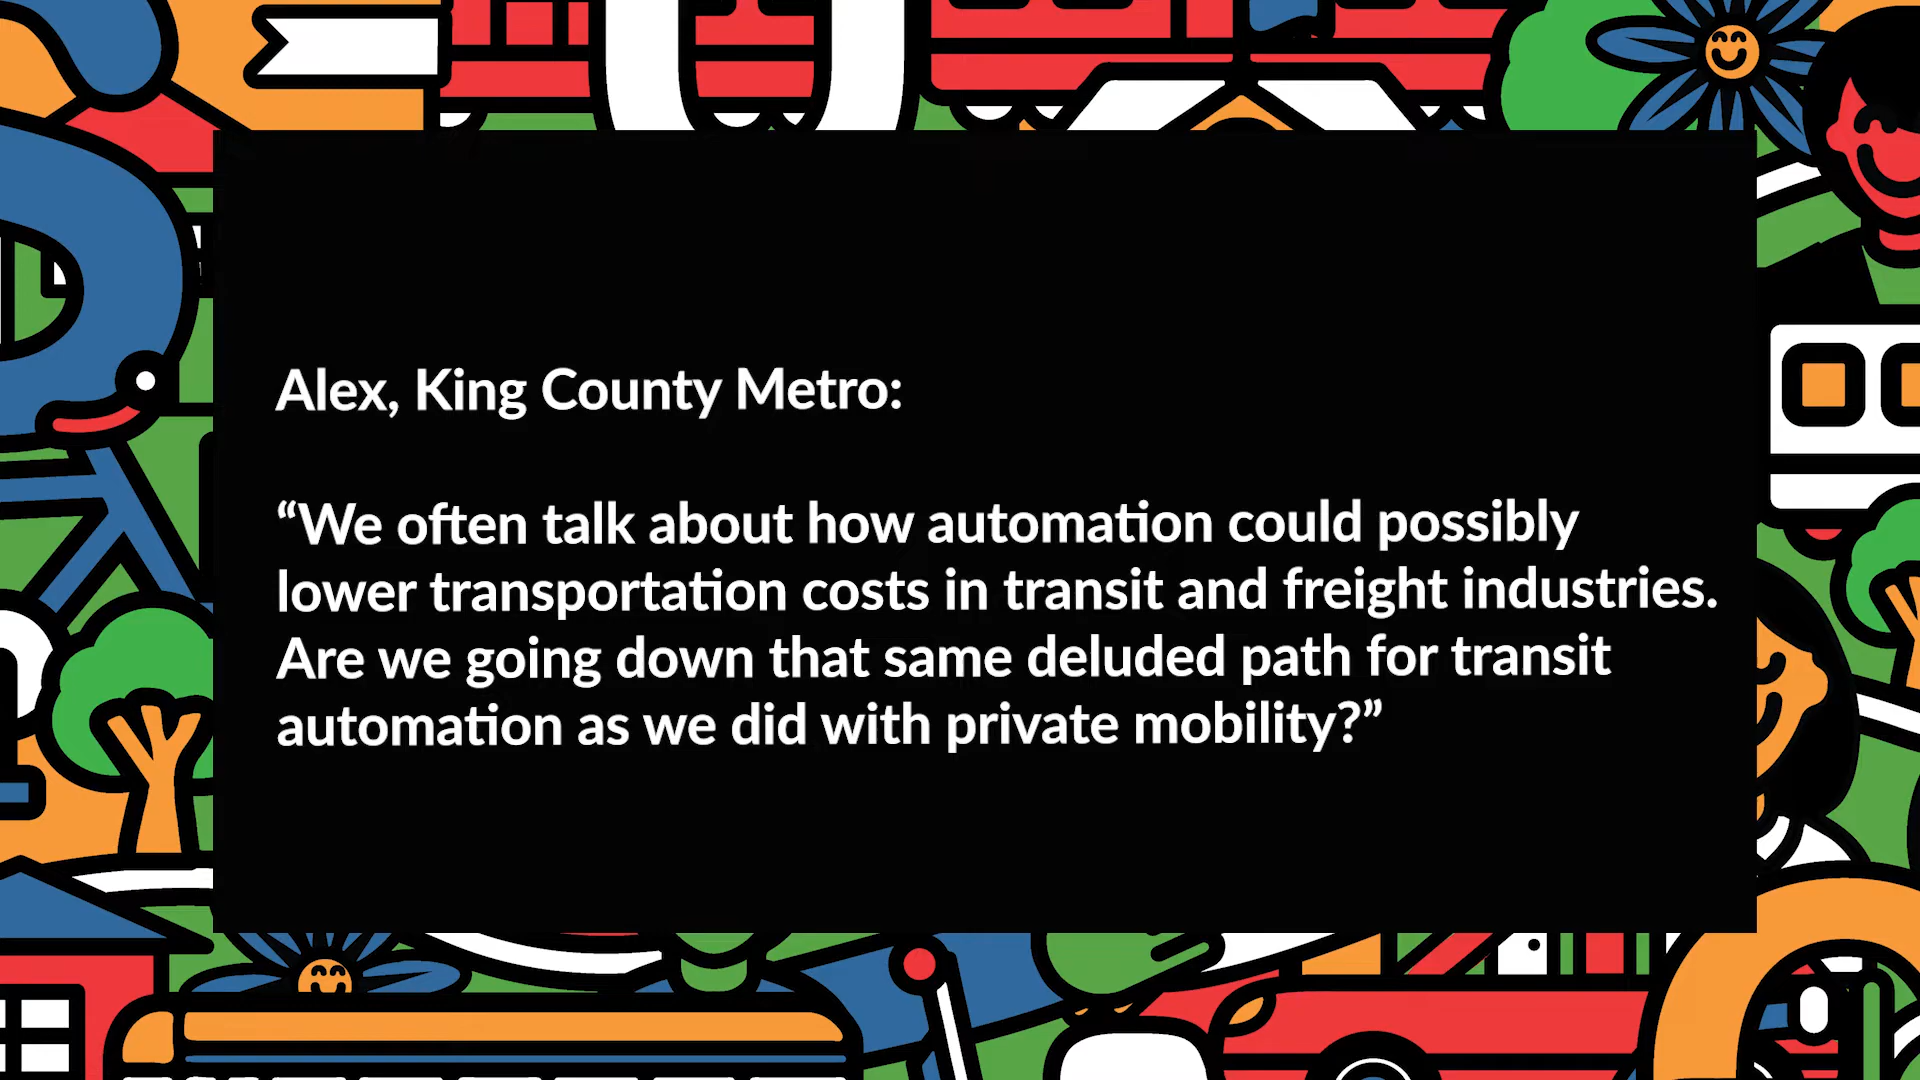 Alex, King County Metro:
“We often talk about how automation could possibly
lower transportation costs in transit and freight industries.
Are we going down that same deluded path for transit
automation as we did with private mobility?”